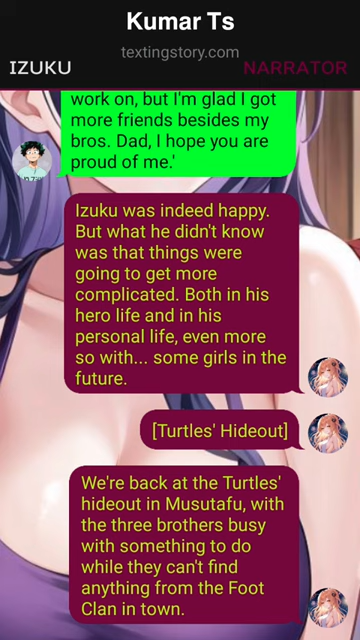 Kumar Ts
textingstory.com
IZUKU
NARRATOR
work on, but I'm glad I got
more friends besides my
bros. Dad, I hope you are
proud of me.'
Izuku was indeed happy.
But what he didn't know
was that things were
going to get more
complicated. Both in his
hero life and in his
personal life, even more
so with... some girls in the
future.
[Turtles' Hideout]
We're back at the Turtles'
hideout in Musutafu, with
the three brothers busy
with something to do
while they can't find
anything from the Foot
Clan in town.